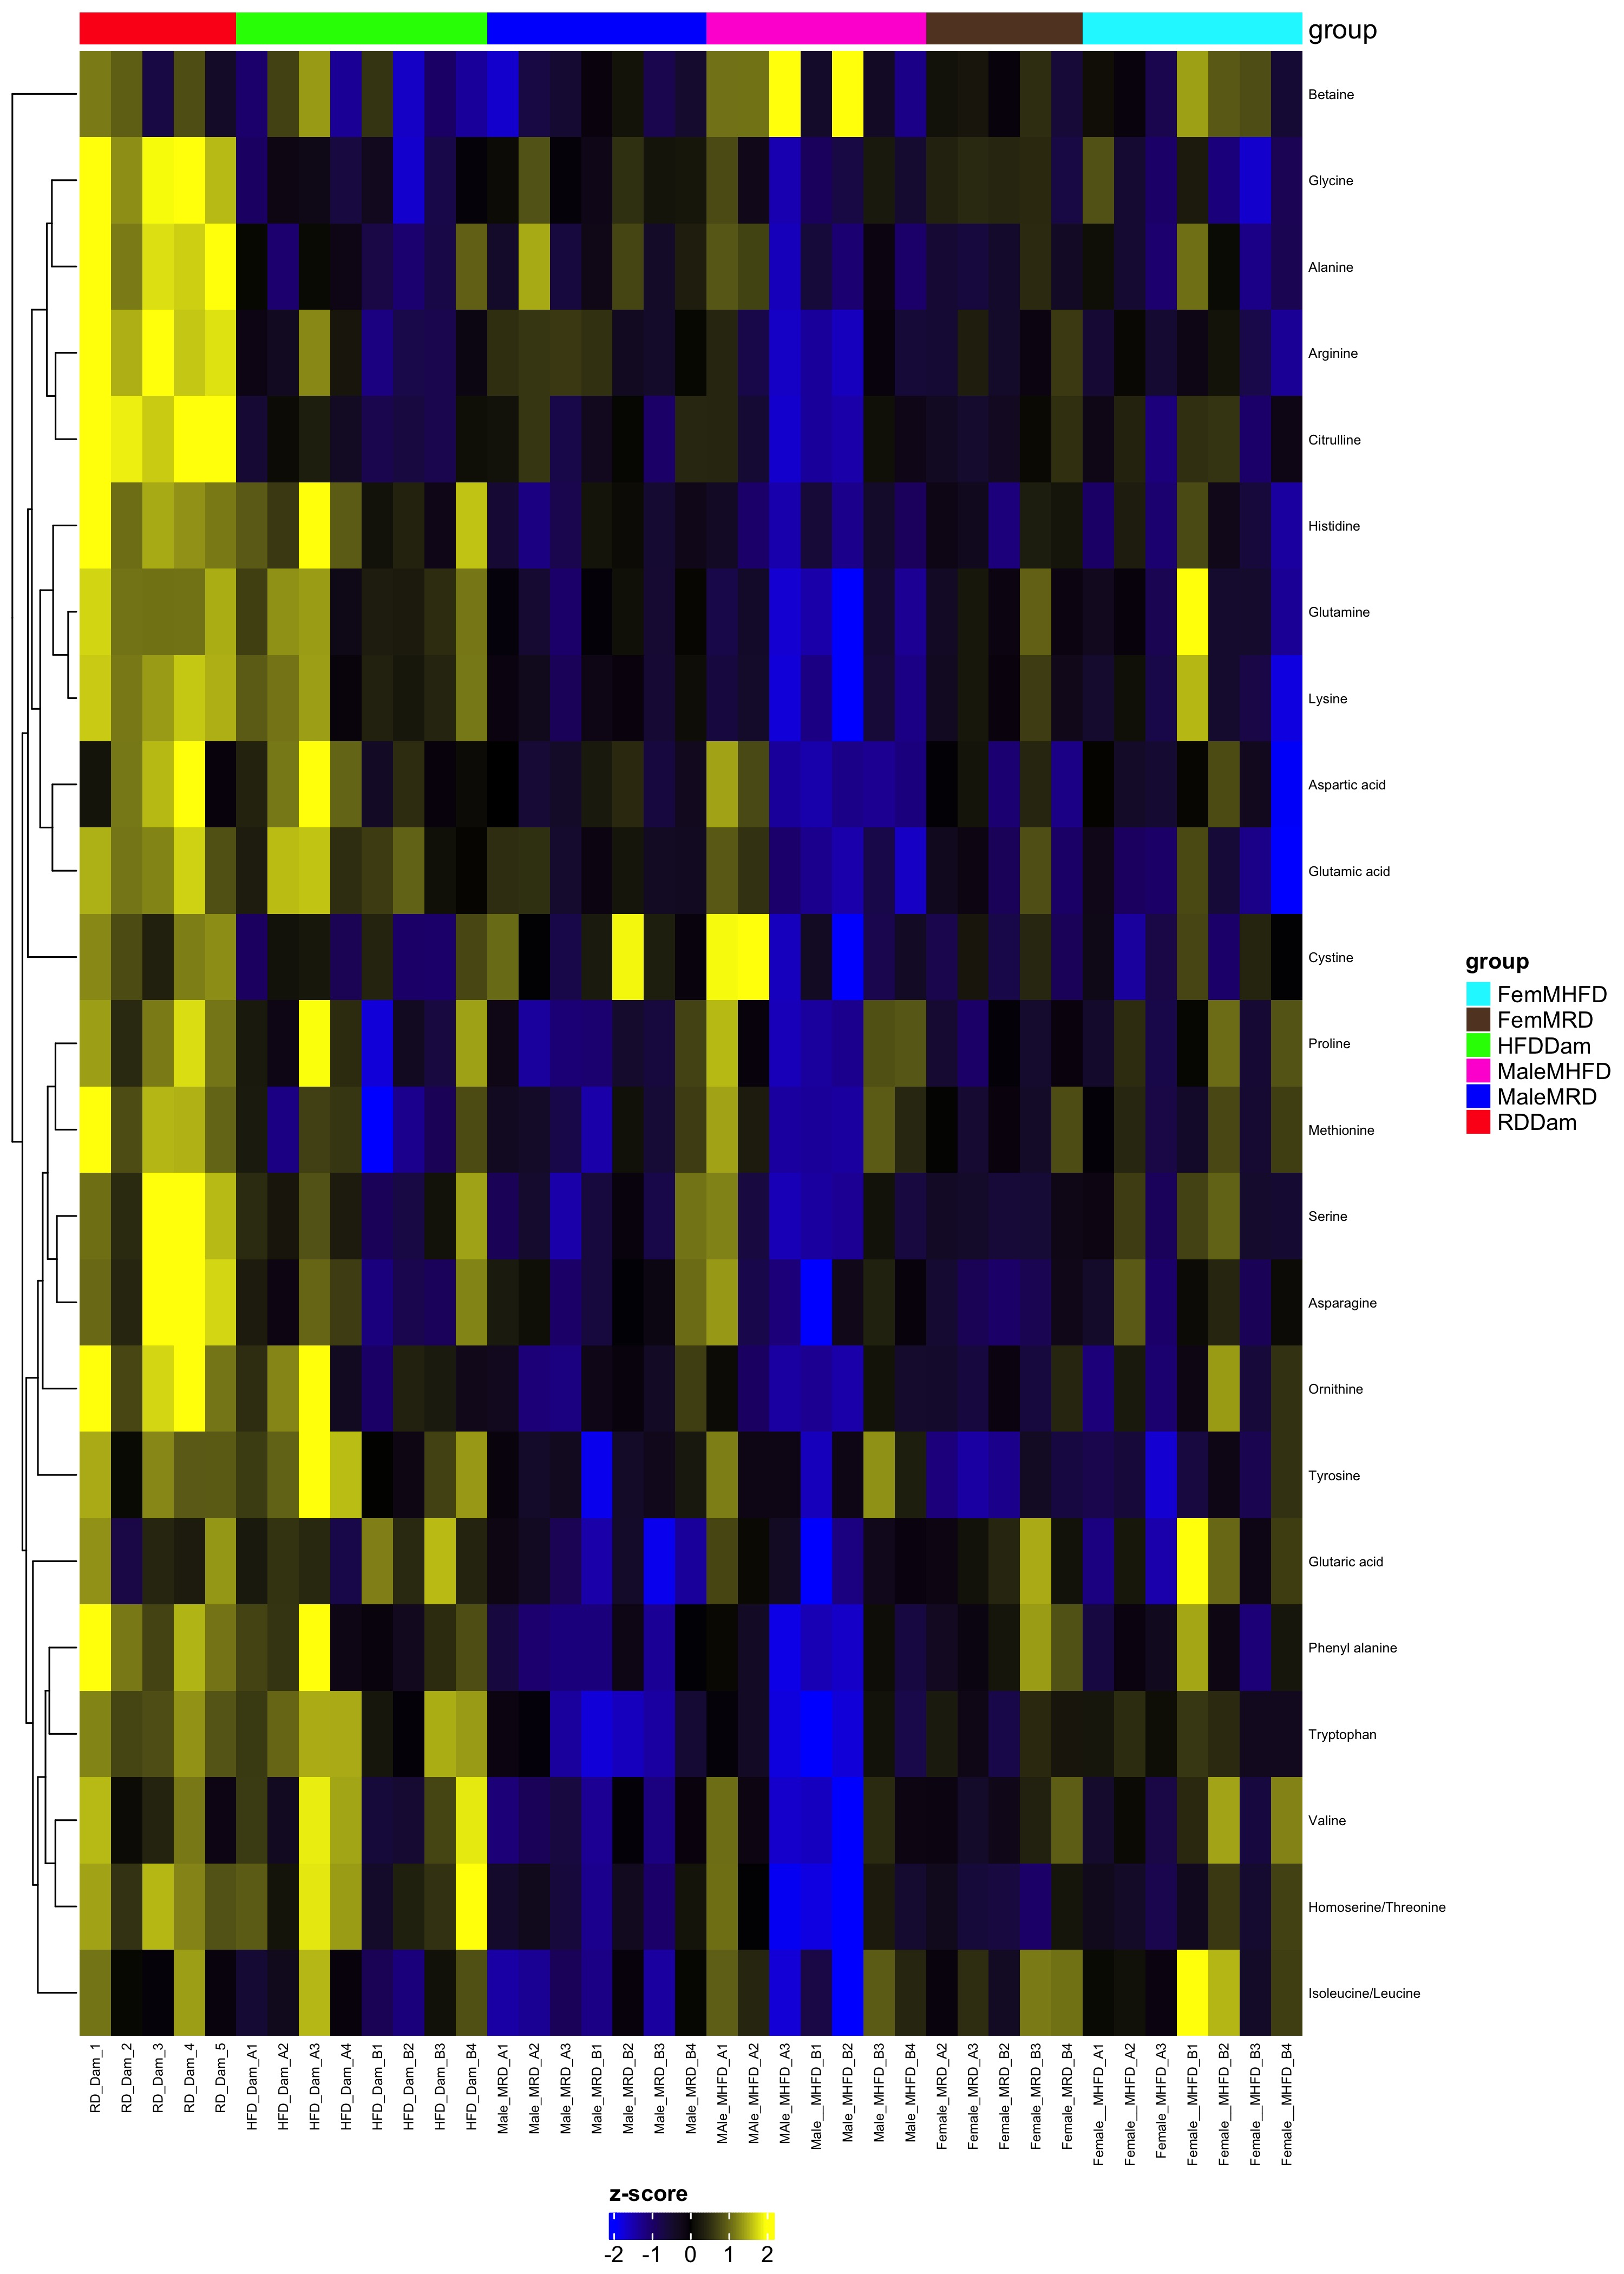 group
Betaine
Glycine
Alanine
Arginine
Citrulline
Histidine
Glutamine
Lysine
Aspartic acid
Glutamic acid
Cystine
Proline
Methionine
Serine
Asparagine
Ornithine
Tyrosine
Glutaric acid
Phenyl alanine
Tryptophan
Valine
Homoserine/Threonine
Isoleucine/Leucine
group
FemMHFD
FemMRD
HFDDam
MaleMHFD
MaleMRD
RDDam
RD_Dam_1
RD_Dam_2
RD_Dam_3
RD_Dam_4
RD_Dam_5
HFD_Dam_A1
HFD_Dam_A2
HFD_Dam_A3
HFD_Dam_A4
HFD_Dam_B1
HFD_Dam_B2
HFD_Dam_B3
HFD_Dam_B4
Male_MRD_A1
Male_MRD_A2
Male_MRD_A3
Male_MRD_B1
Male_MRD_B2
Male_MRD_B3
Male_MRD_B4
MAle_MHFD_A1
MAle_MHFD_A2
MAle_MHFD_A3
Male__MHFD_B1
Male_MHFD_B2
Male_MHFD_B3
Male_MHFD_B4
Female_MRD_A2
Female_MRD_A3
Female_MRD_B2
Female_MRD_B3
Female_MRD_B4
Female__MHFD_A1
Female_MHFD_A2
Female_MHFD_A3
Female__MHFD_B1
Female__MHFD_B2
Female__MHFD_B3
Female__MHFD_B4
z-score
-2 -1 0 1 2